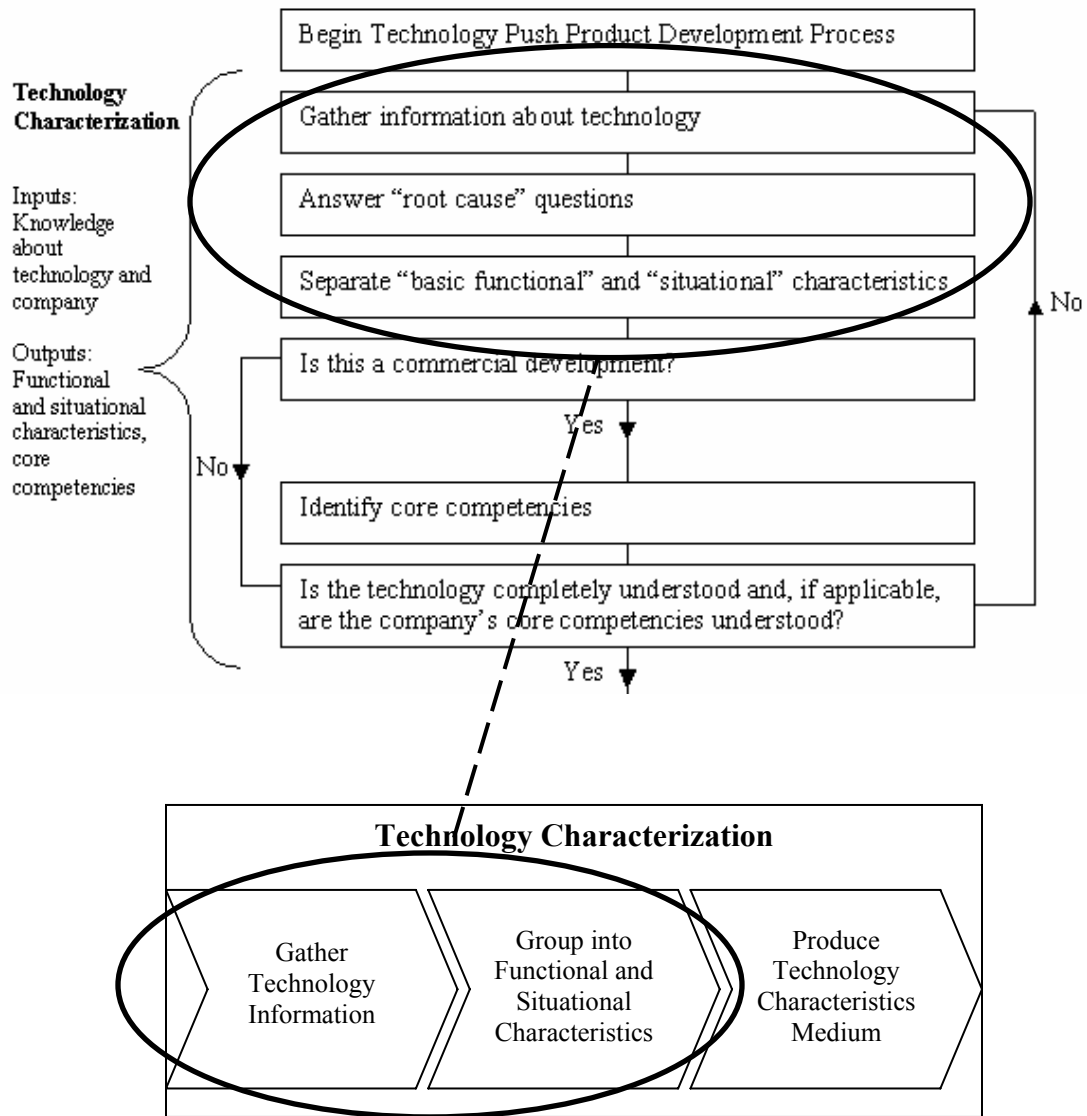 Begin Technology Push Product Development Process
Technology
Characterization
Gather information about technology
Inputs:
Knowledge
about
technology and
company
Answer “root cause” questions
Separate “basic functional” and “situational” characteristics
No
Outputs:
Functional
and situational
characteristics,
core
competencies
Is this a commercial development?
Yes
No
Identify core competencies
Is the technology completely understood and, if applicable,
are the company’s core competencies understood?
Yes
Technology Characterization
Gather
Technology
Information
Group into
Functional and
Situational
Characteristics
Produce
Technology
Characteristics
Medium